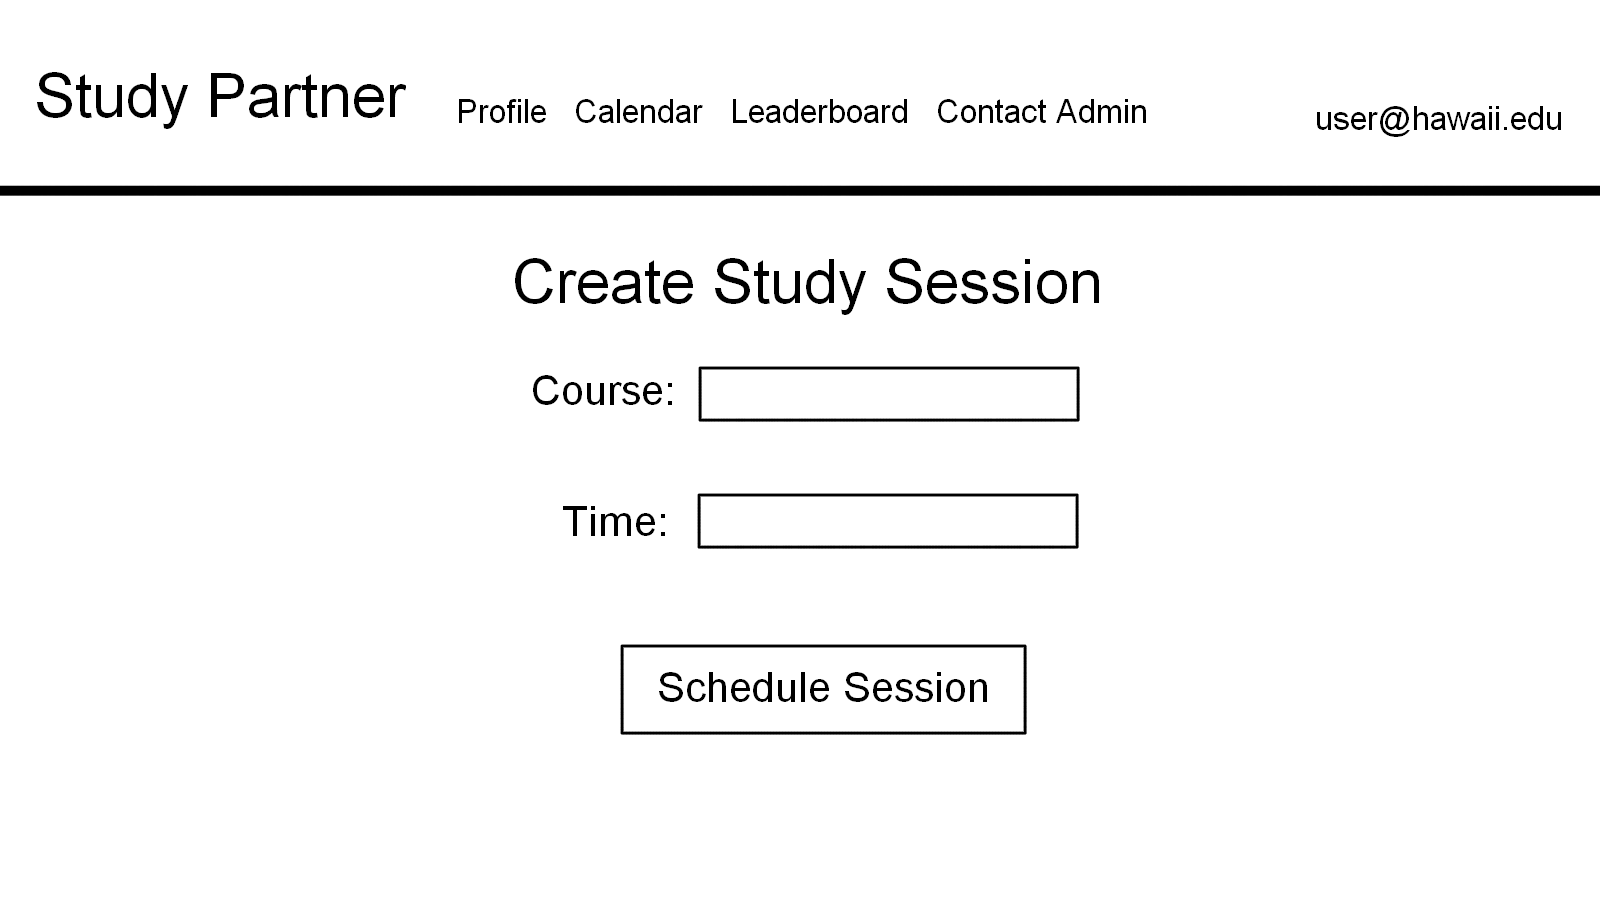 Study Partner Profile Calendar Leaderboard Contact Admin user@hawaii.edu
Create Study Session
Course:
Time:
Schedule Session